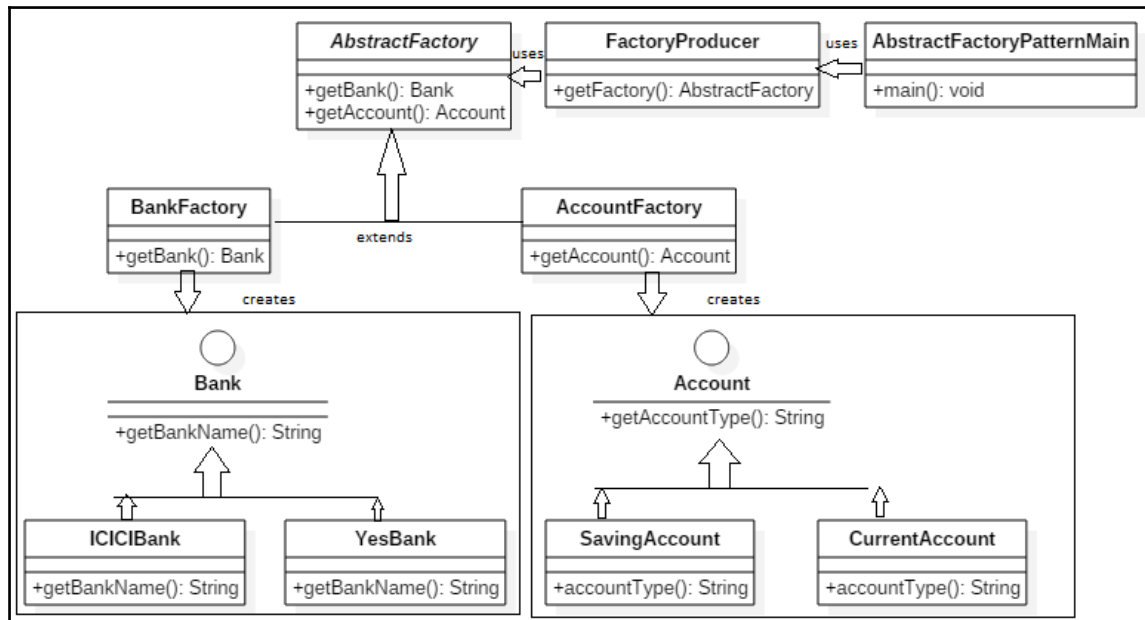 AbstractFactory
+getBank(): Bank
+getAccount(): Account
uses
FactoryProducer
+getFactory(): AbstractFactory
uses
AbstractFactoryPatternMain
+main(): void
BankFactory
+getBank(): Bank
extends
AccountFactory
+getAccount(): Account
creates
creates
Bank
+getBankName(): String
Account
+getAccountType(): String
ICICIBank
+getBankName(): String
YesBank
+getBankName(): String
SavingAccount
+accountType(): String
CurrentAccount
+accountType(): String